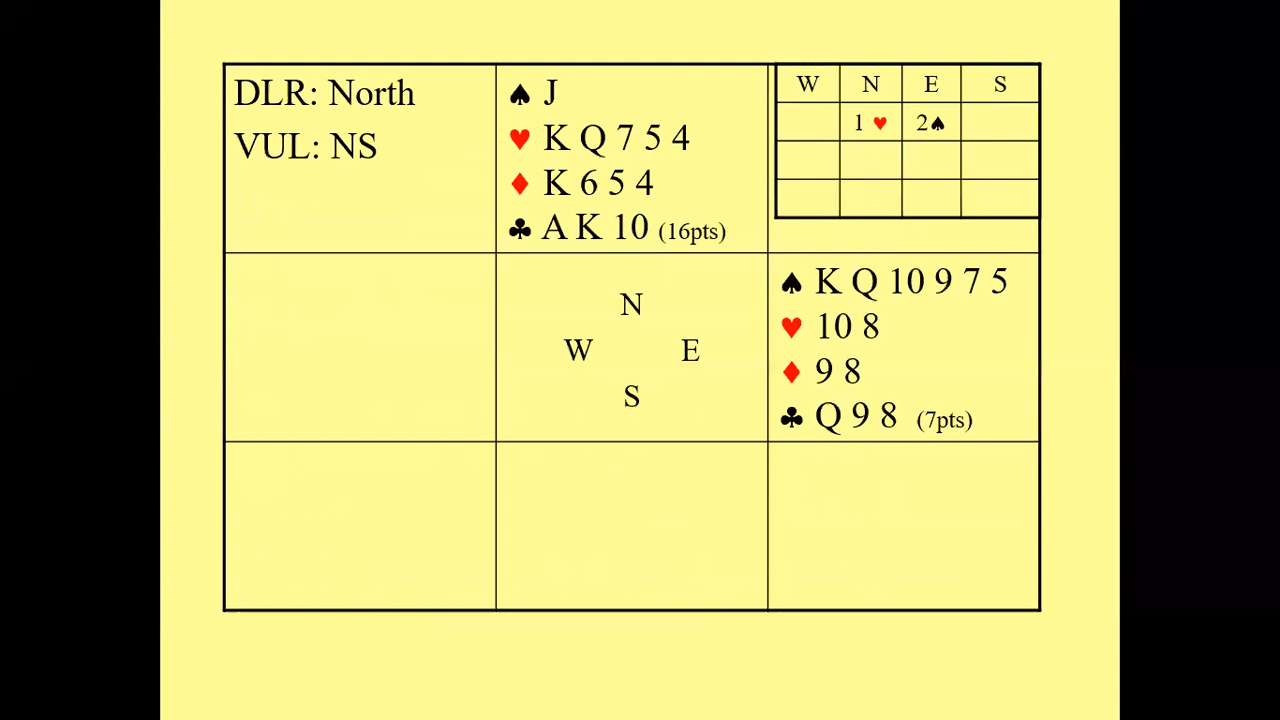 DLR: North
VUL: NS
♠ J
♥ K Q 7 5 4
♦ K 6 5 4
♣ A K 10 (16pts)
W N E S
1 ♥ 2♠
♠ K Q 10 9 7 5
♥ 10 8
♦ 9 8
♣ Q 9 8 (7pts)
N
W E
S